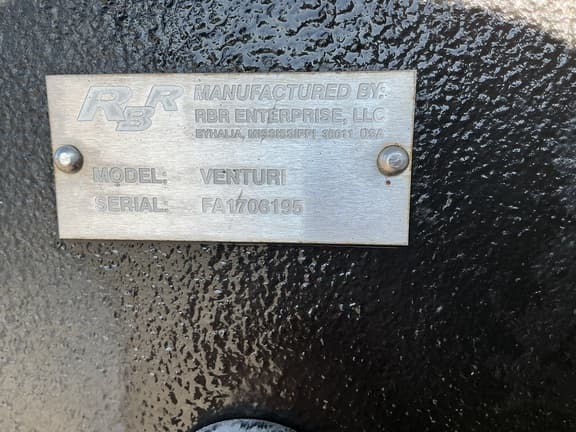 RBR
MANUFACTURED BY:
RBR ENTERPRISE, LLC
BYHALIA, MISSISSIPPI 38611 USA
MODEL: VENTURI
SERIAL: FA1706195